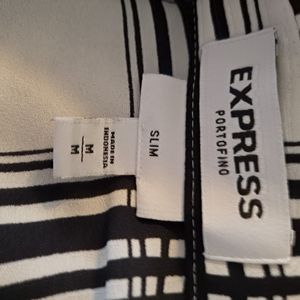 EXPRESS
PORTOFINO
SLIM
MADE IN
INDONESIA
M
M